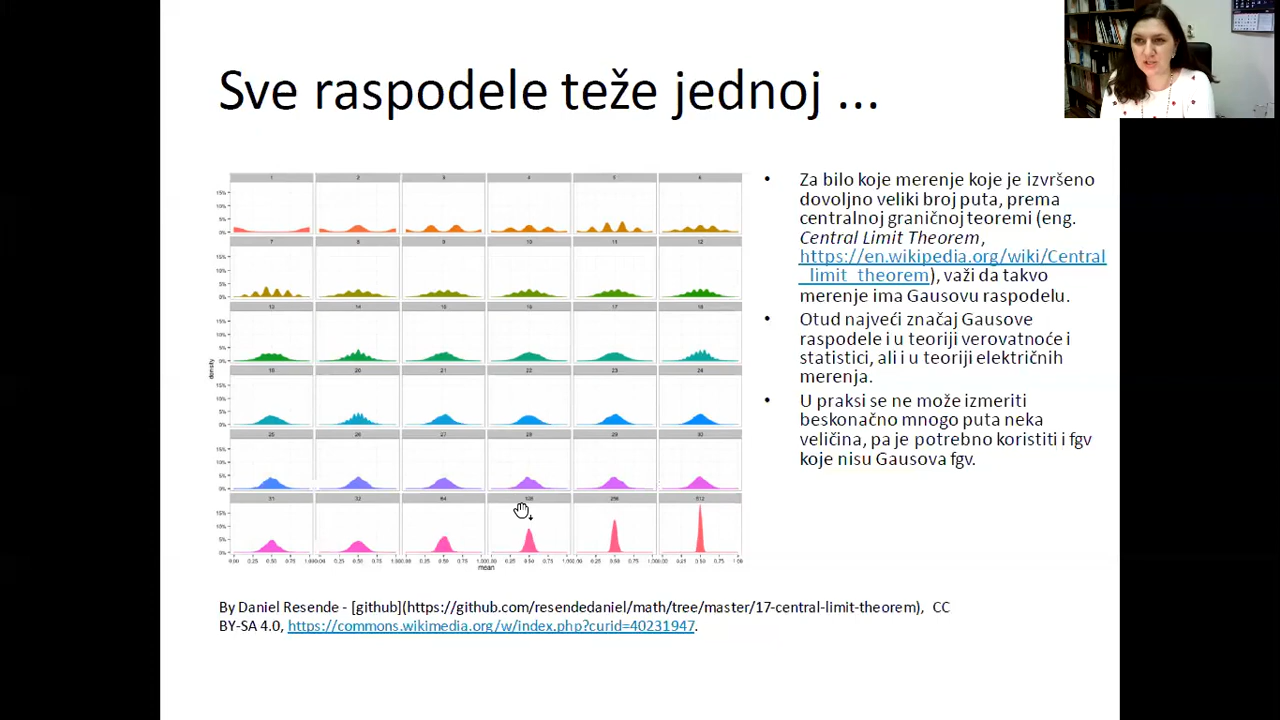 Sve raspodele teže jednoj ...
Za bilo koje merenje koje je izvršeno
dovoljno veliki broj puta, prema
centralnoj graničnoj teoremi (eng.
Central Limit Theorem,
https://en.wikipedia.org/wiki/Central
_limit_theorem), važi da takvo
merenje ima Gausovu raspodelu.
Otud najveći značaj Gausove
raspodele i u teoriji verovatnoće i
statistici, ali i u teoriji električnih
merenja.
U praksi se ne može izmeriti
beskonačno mnogo puta neka
veličina, pa je potrebno koristiti i fgv
koje nisu Gausova fgv.
density
mean
By Daniel Resende - [github](https://github.com/resendedaniel/math/tree/master/17-central-limit-theorem), CC
BY-SA 4.0, https://commons.wikimedia.org/w/index.php?curid=40231947.